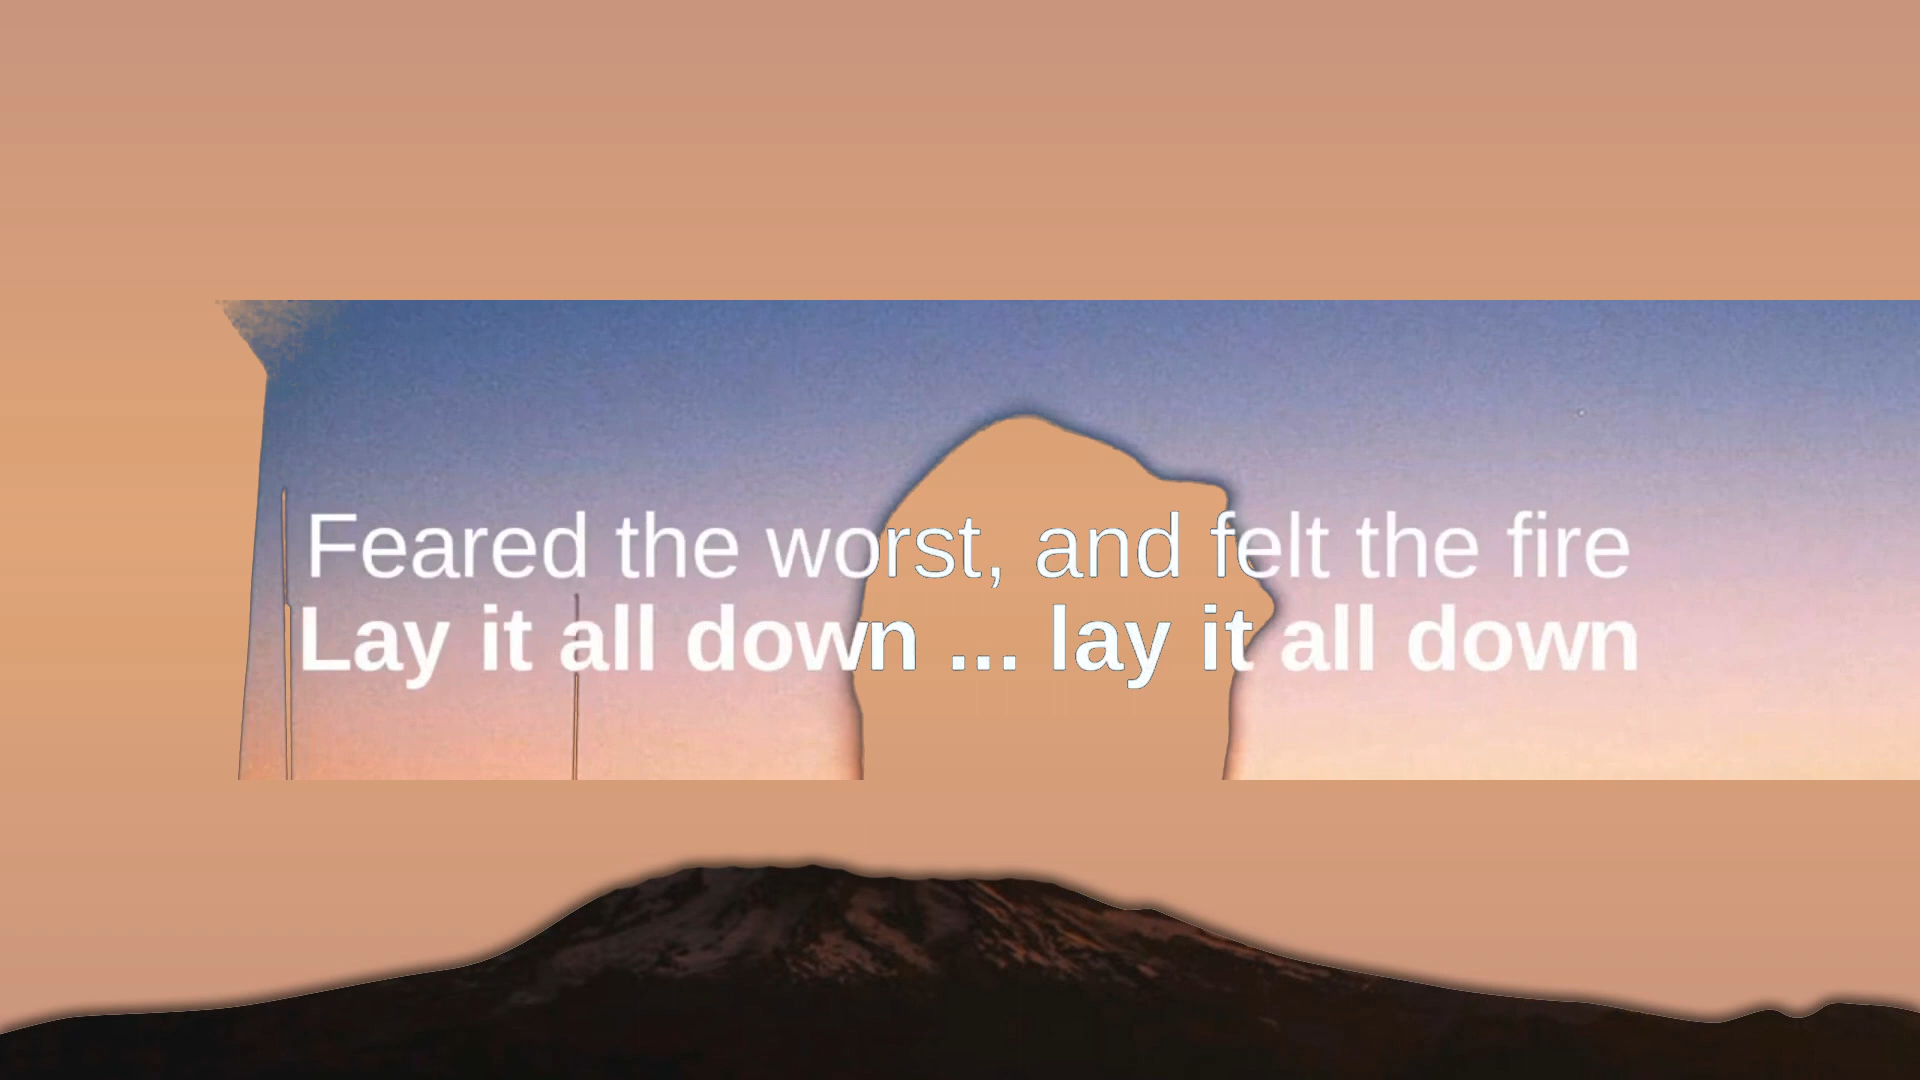 Feared the worst, and felt the fire
Lay it all down ... lay it all down